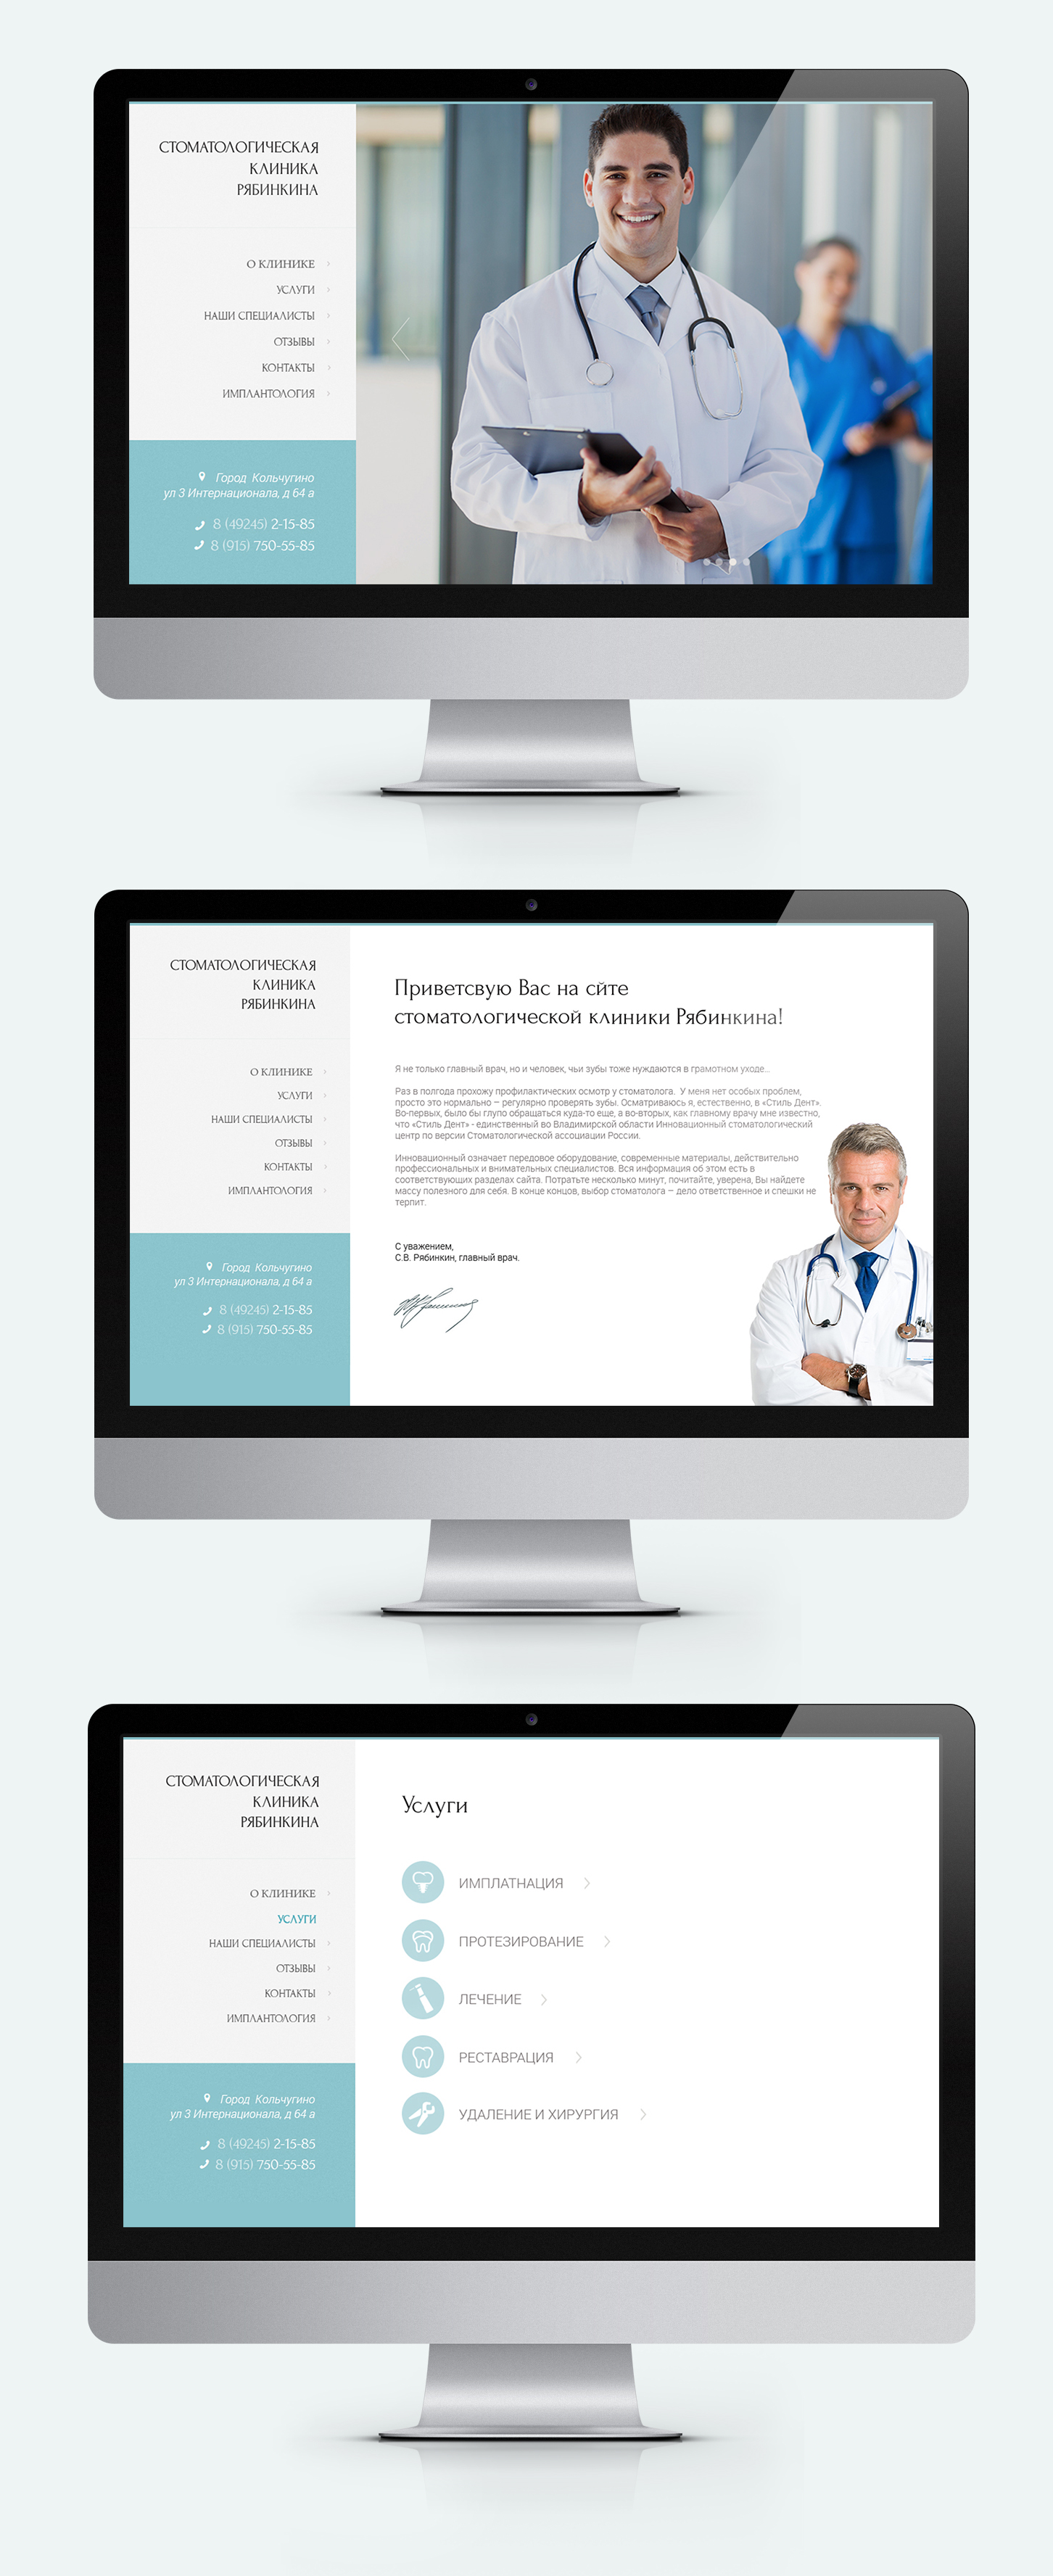 СТОМАТОЛОГИЧЕСКАЯ
КЛИНИКА
РЯБИНКИНА
О КЛИНИКЕ
УСЛУГИ
НАШИ СПЕЦИАЛИСТЫ
ОТЗЫВЫ
КОНТАКТЫ
ИМПЛАНТОЛОГИЯ
Город Кольчугино
ул 3 Интернационала, д 64 а
8 (49245) 2-15-85
8 (915) 750-55-85
СТОМАТОЛОГИЧЕСКАЯ
КЛИНИКА
РЯБИНКИНА
О КЛИНИКЕ
УСЛУГИ
НАШИ СПЕЦИАЛИСТЫ
ОТЗЫВЫ
КОНТАКТЫ
ИМПЛАНТОЛОГИЯ
Город Кольчугино
ул 3 Интернационала, д 64 а
8 (49245) 2-15-85
8 (915) 750-55-85
Приветсвую Вас на сйте
стоматологической клиники Рябинкина!
Я не только главный врач, но и человек, чьи зубы тоже нуждаются в грамотном уходе...
Раз в полгода прохожу профилактических осмотр у стоматолога. У меня нет особых проблем,
просто это нормально – регулярно проверять зубы. Осматриваюсь я, естественно, в «Стиль Дент».
Во-первых, было бы глупо обращаться куда-то еще, а во-вторых, как главному врачу мне известно,
что «Стиль Дент» - единственный во Владимирской области Инновационный стоматологический
центр по версии Стоматологической ассоциации России.
Инновационный означает передовое оборудование, современные материалы, действительно
профессиональных и внимательных специалистов. Вся информация об этом есть в
соответствующих разделах сайта. Потратьте несколько минут, почитайте, уверена, Вы найдете
массу полезного для себя. В конце концов, выбор стоматолога – дело ответственное и спешки не
терпит.
С уважением,
С.В. Рябинкин, главный врач.
СТОМАТОЛОГИЧЕСКАЯ
КЛИНИКА
РЯБИНКИНА
О КЛИНИКЕ
УСЛУГИ
НАШИ СПЕЦИАЛИСТЫ
ОТЗЫВЫ
КОНТАКТЫ
ИМПЛАНТОЛОГИЯ
Город Кольчугино
ул 3 Интернационала, д 64 а
8 (49245) 2-15-85
8 (915) 750-55-85
Услуги
ИМПЛАТНАЦИЯ
ПРОТЕЗИРОВАНИЕ
ЛЕЧЕНИЕ
РЕСТАВРАЦИЯ
УДАЛЕНИЕ И ХИРУРГИЯ